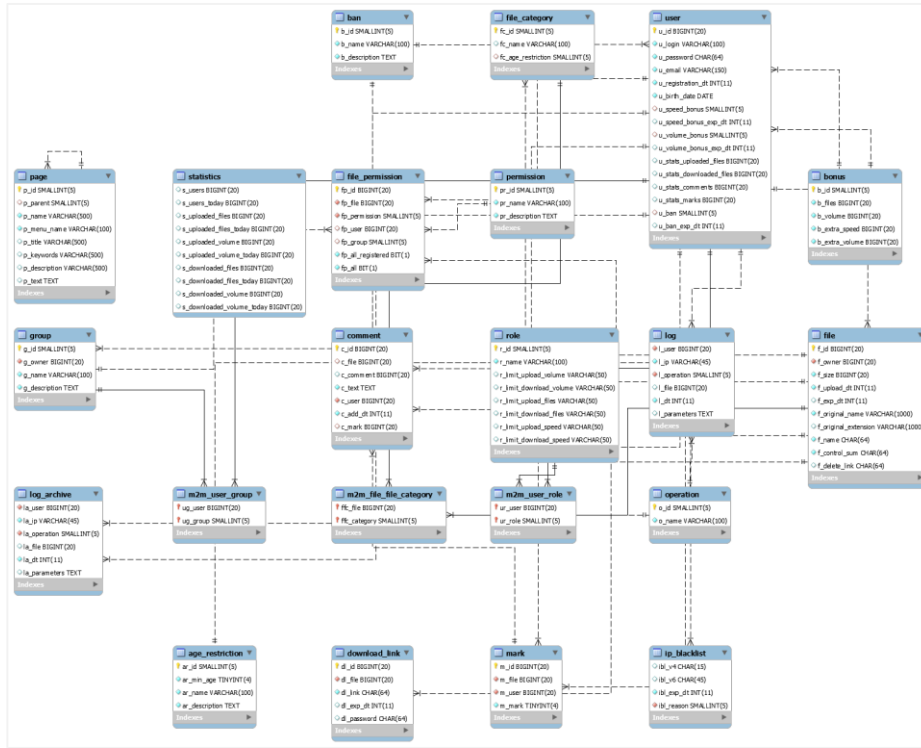 ban
b_id SMALLINT(5)
b_name VARCHAR(100)
b_description TEXT
Indexes
file_category
fc_id SMALLINT(5)
fc_name VARCHAR(100)
fc_age_restriction SMALLINT(5)
Indexes
user
u_id BIGINT(20)
u_login VARCHAR(100)
u_password CHAR(64)
u_email VARCHAR(150)
u_registration_dt INT(11)
u_birth_date DATE
u_speed_bonus SMALLINT(5)
u_speed_bonus_exp_dt INT(11)
u_volume_bonus SMALLINT(5)
u_volume_bonus_exp_dt INT(11)
u_stats_uploaded_files BIGINT(20)
u_stats_downloaded_files BIGINT(20)
u_stats_comments BIGINT(20)
u_stats_marks BIGINT(20)
u_ban SMALLINT(5)
u_ban_exp_dt INT(11)
Indexes
page
p_id SMALLINT(5)
p_parent SMALLINT(5)
p_name VARCHAR(500)
p_menu_name VARCHAR(100)
p_title VARCHAR(500)
p_keywords VARCHAR(500)
p_description VARCHAR(500)
p_text TEXT
Indexes
statistics
s_users BIGINT(20)
s_users_today BIGINT(20)
s_uploaded_files BIGINT(20)
s_uploaded_files_today BIGINT(20)
s_uploaded_volume BIGINT(20)
s_uploaded_volume_today BIGINT(20)
s_downloaded_files BIGINT(20)
s_downloaded_files_today BIGINT(20)
s_downloaded_volume BIGINT(20)
s_downloaded_volume_today BIGINT(20)
Indexes
file_permission
fp_id BIGINT(20)
fp_file BIGINT(20)
fp_permission SMALLINT(5)
fp_user BIGINT(20)
fp_group SMALLINT(5)
fp_all_registered BIT(1)
fp_all BIT(1)
Indexes
permission
pr_id SMALLINT(5)
pr_name VARCHAR(100)
pr_description TEXT
Indexes
bonus
b_id SMALLINT(5)
b_files BIGINT(20)
b_volume BIGINT(20)
b_extra_speed BIGINT(20)
b_extra_volume BIGINT(20)
Indexes
group
g_id SMALLINT(5)
g_owner BIGINT(20)
g_name VARCHAR(100)
g_description TEXT
Indexes
comment
c_id BIGINT(20)
c_file BIGINT(20)
c_comment BIGINT(20)
c_text TEXT
c_user BIGINT(20)
c_add_dt INT(11)
c_mark BIGINT(20)
Indexes
role
r_id SMALLINT(5)
r_name VARCHAR(100)
r_limit_upload_volume VARCHAR(50)
r_limit_download_volume VARCHAR(50)
r_limit_upload_files VARCHAR(50)
r_limit_download_files VARCHAR(50)
r_limit_upload_speed VARCHAR(50)
r_limit_download_speed VARCHAR(50)
Indexes
log
l_user BIGINT(20)
l_ip VARCHAR(45)
l_operation SMALLINT(5)
l_file BIGINT(20)
l_dt INT(11)
l_parameters TEXT
Indexes
file
f_id BIGINT(20)
f_owner BIGINT(20)
f_size BIGINT(20)
f_upload_dt INT(11)
f_exp_dt INT(11)
f_original_name VARCHAR(1000)
f_original_extension VARCHAR(1000)
f_name CHAR(64)
f_control_sum CHAR(64)
f_delete_link CHAR(64)
Indexes
log_archive
la_user BIGINT(20)
la_ip VARCHAR(45)
la_operation SMALLINT(5)
la_file BIGINT(20)
la_dt INT(11)
la_parameters TEXT
Indexes
m2m_user_group
ug_user BIGINT(20)
ug_group SMALLINT(5)
Indexes
m2m_file_file_category
ffc_file BIGINT(20)
ffc_category SMALLINT(5)
Indexes
m2m_user_role
ur_user BIGINT(20)
ur_role SMALLINT(5)
Indexes
operation
o_id SMALLINT(5)
o_name VARCHAR(100)
Indexes
age_restriction
ar_id SMALLINT(5)
ar_min_age TINYINT(4)
ar_name VARCHAR(100)
ar_description TEXT
Indexes
download_link
dl_id BIGINT(20)
dl_file BIGINT(20)
dl_link CHAR(64)
dl_exp_dt INT(11)
dl_password CHAR(64)
Indexes
mark
m_id BIGINT(20)
m_file BIGINT(20)
m_user BIGINT(20)
m_mark TINYINT(4)
Indexes
ip_blacklist
ibl_v4 CHAR(15)
ibl_v6 CHAR(45)
ibl_exp_dt INT(11)
ibl_reason SMALLINT(5)
Indexes